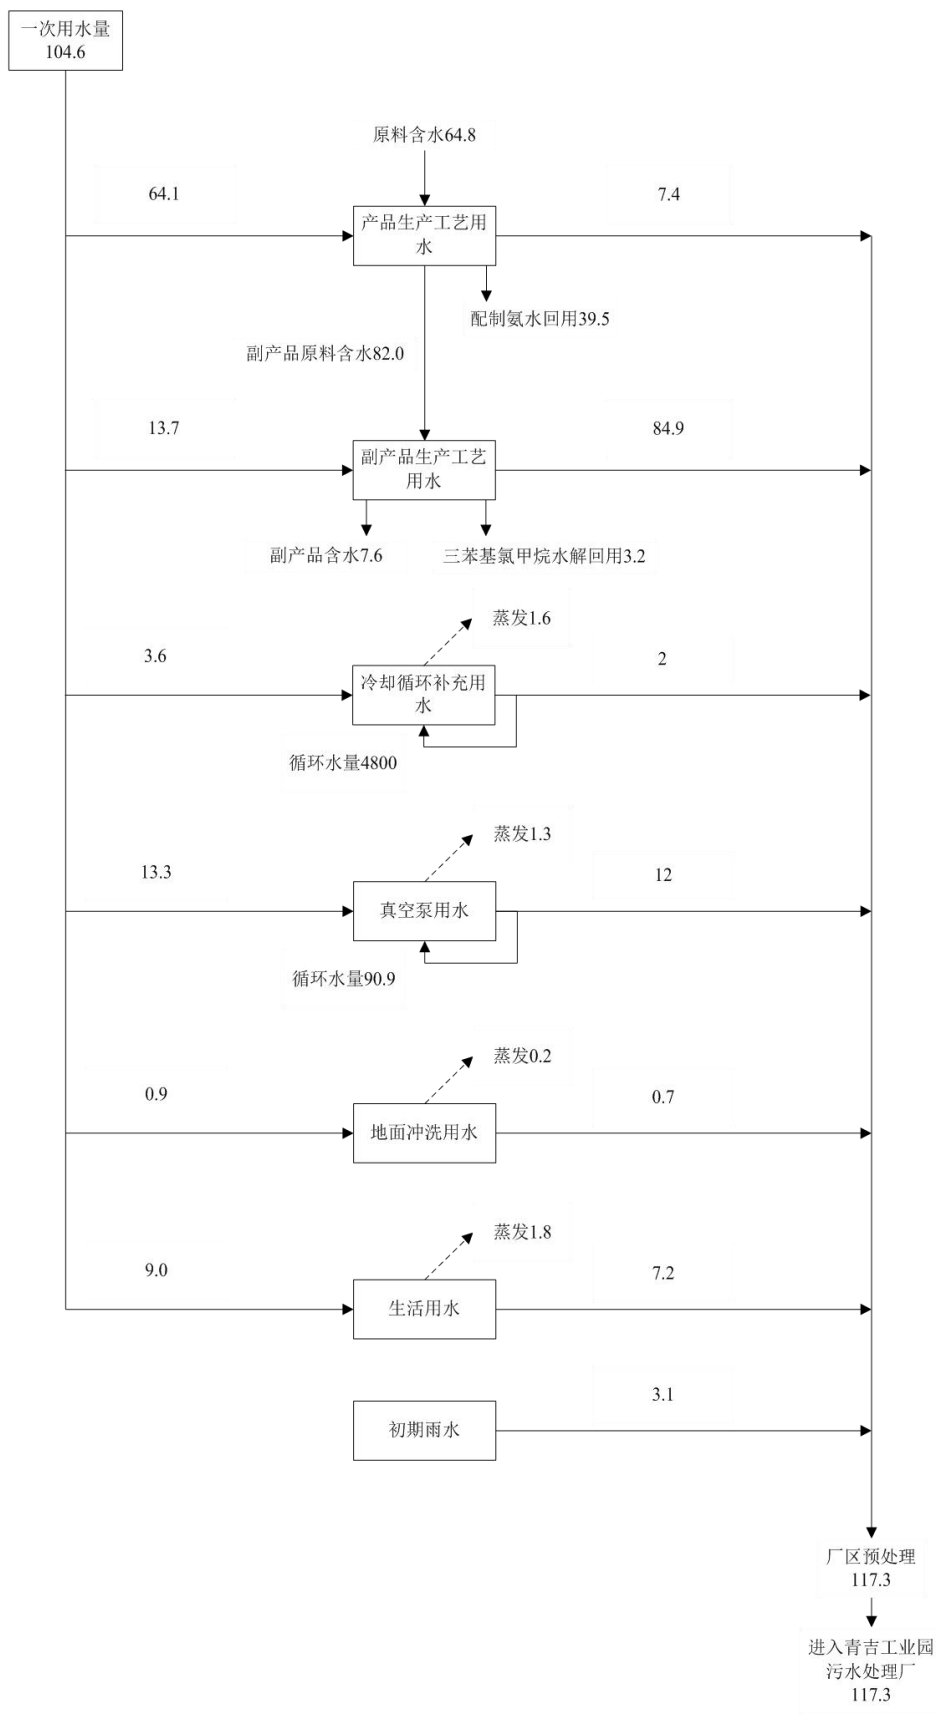 一次用水量
104.6
原料含水64.8
64.1
7.4
产品生产工艺用
水
配制氨水回用39.5
副产品原料含水82.0
13.7
84.9
副产品生产工艺
用水
副产品含水7.6
三苯基氯甲烷水解回用3.2
蒸发1.6
3.6
2
冷却循环补充用
水
循环水量4800
蒸发1.3
13.3
12
真空泵用水
循环水量90.9
蒸发0.2
0.9
0.7
地面冲洗用水
蒸发1.8
9.0
7.2
生活用水
3.1
初期雨水
厂区预处理
117.3
进入青吉工业园
污水处理厂
117.3